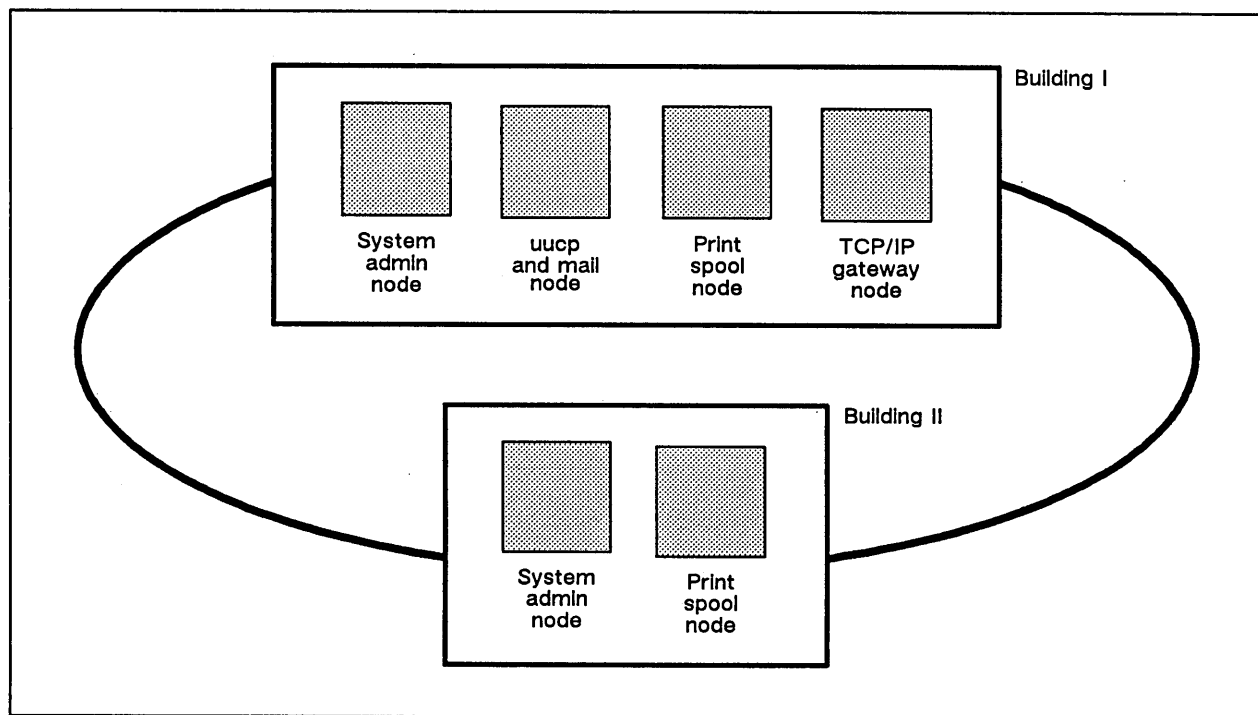 Building I
System
admin
node
uucp
and mail
node
Print
spool
node
TCP/IP
gateway
node
Building II
System
admin
node
Print
spool
node